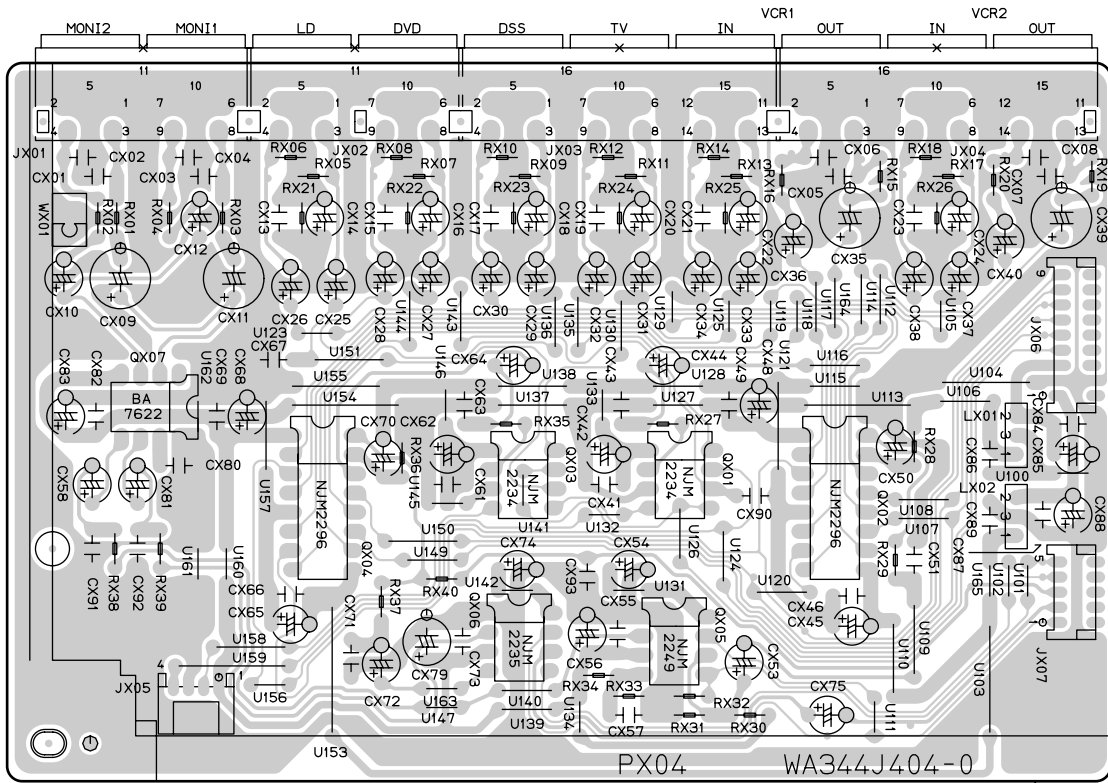 VCR1 VCR2
MONI2 MONI1 LD DVD DSS TV IN OUT IN OUT
11 11 16 16
5 10 5 10 5 10 15 5 10 15
2 1 7 6 2 1 7 6 2 1 7 6 12 11 2 1 7 6 12 11
4 3 9 8 4 3 9 8 4 3 9 8 14 13 4 3 9 8 14 13
JX01 CX02 CX04 RX06 JX02 RX08 RX10 JX03 RX12 RX14 CX06 RX18 JX04 CX08
CX01 CX03 RX05 RX07 RX09 RX11 RX13 RX17
RX21 RX22 RX23 RX24 RX25 RX16 CX05 RX15 RX26 RX20 CX07 RX19
WX01 RX02 RX01 RX04 RX03 CX13 CX14 CX15 CX16 CX17 CX18 CX19 CX20 CX21 CX22 CX23 CX24 CX39
CX12 CX36 CX35 CX40
CX10 CX09 CX11 CX26 CX25 CX28 U144 CX27 U143 CX30 CX29 U136 U135 CX32 U130 CX31 U129 CX34 U125 CX33 U119 U118 U117 U164 U114 U112 CX38 U105 CX37 9
U123
CX67 JX06
CX83 CX82 QX07 U162 CX69 CX68 U151 U146 CX64 U138 CX43 CX44 U128 CX49 CX48 U121 U116
U155 U115 U104
BA
7622
U154 CX63 U137 U133 U127 U113 U106 1
CX70 CX62 RX35 CX42 RX27 LX01 1 2 3 CX84 CX85
CX58 CX81 CX80 U157 NJM2296 RX36 U145 CX61 NJM
2234 QX03 QX01 NJM
2234 NJM2296 CX50 RX28 CX86 U100
CX41 CX90 QX02 U108 LX02 1 2 3 CX88
U150 U141 U132 U107 CX89
U161 U160 QX04 U149 CX74 CX54 U126 U124 RX29 CX51 CX87 5
CX91 RX38 CX92 RX39 CX66 RX37 RX40 U142 CX93 CX55 U131 U120 CX46 U165 U102 U101
CX65 CX71 QX06 CX45
U158 NJM
2235 NJM
2249 QX05 U110 U109 1
U159 CX79 CX73 CX56 CX53 U103 JX07
JX05 4 1 U156 CX72 U163 U140 RX34 RX33 CX75
U147 U139 U134 RX32 U111
U153 CX57 RX31 RX30
PX04 WA344J404-0